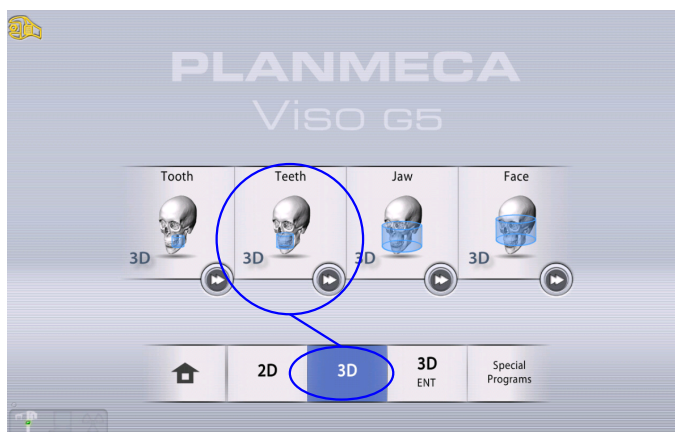 PLANMECA
Viso G5
Tooth
Teeth
Jaw
Face
3D
3D
3D
3D
2D
3D
3D
ENT
Special
Programs